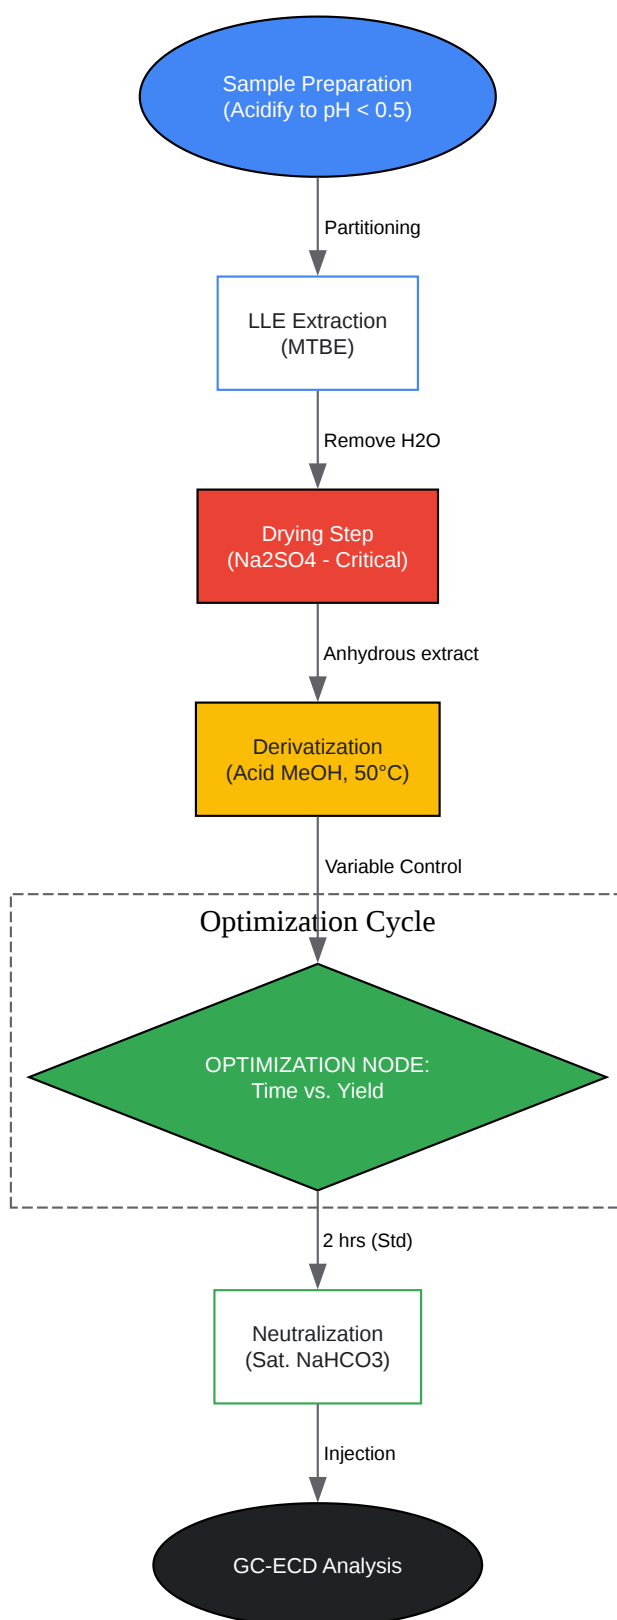 Sample Preparation
(Acidify to pH < 0.5)
Partitioning
LLE Extraction
(MTBE)
Remove H2O
Drying Step
(Na2SO4 - Critical)
Anhydrous extract
Derivatization
(Acid MeOH, 50°C)
Variable Control
Optimization Cycle
OPTIMIZATION NODE:
Time vs. Yield
2 hrs (Std)
Neutralization
(Sat. NaHCO3)
Injection
GC-ECD Analysis